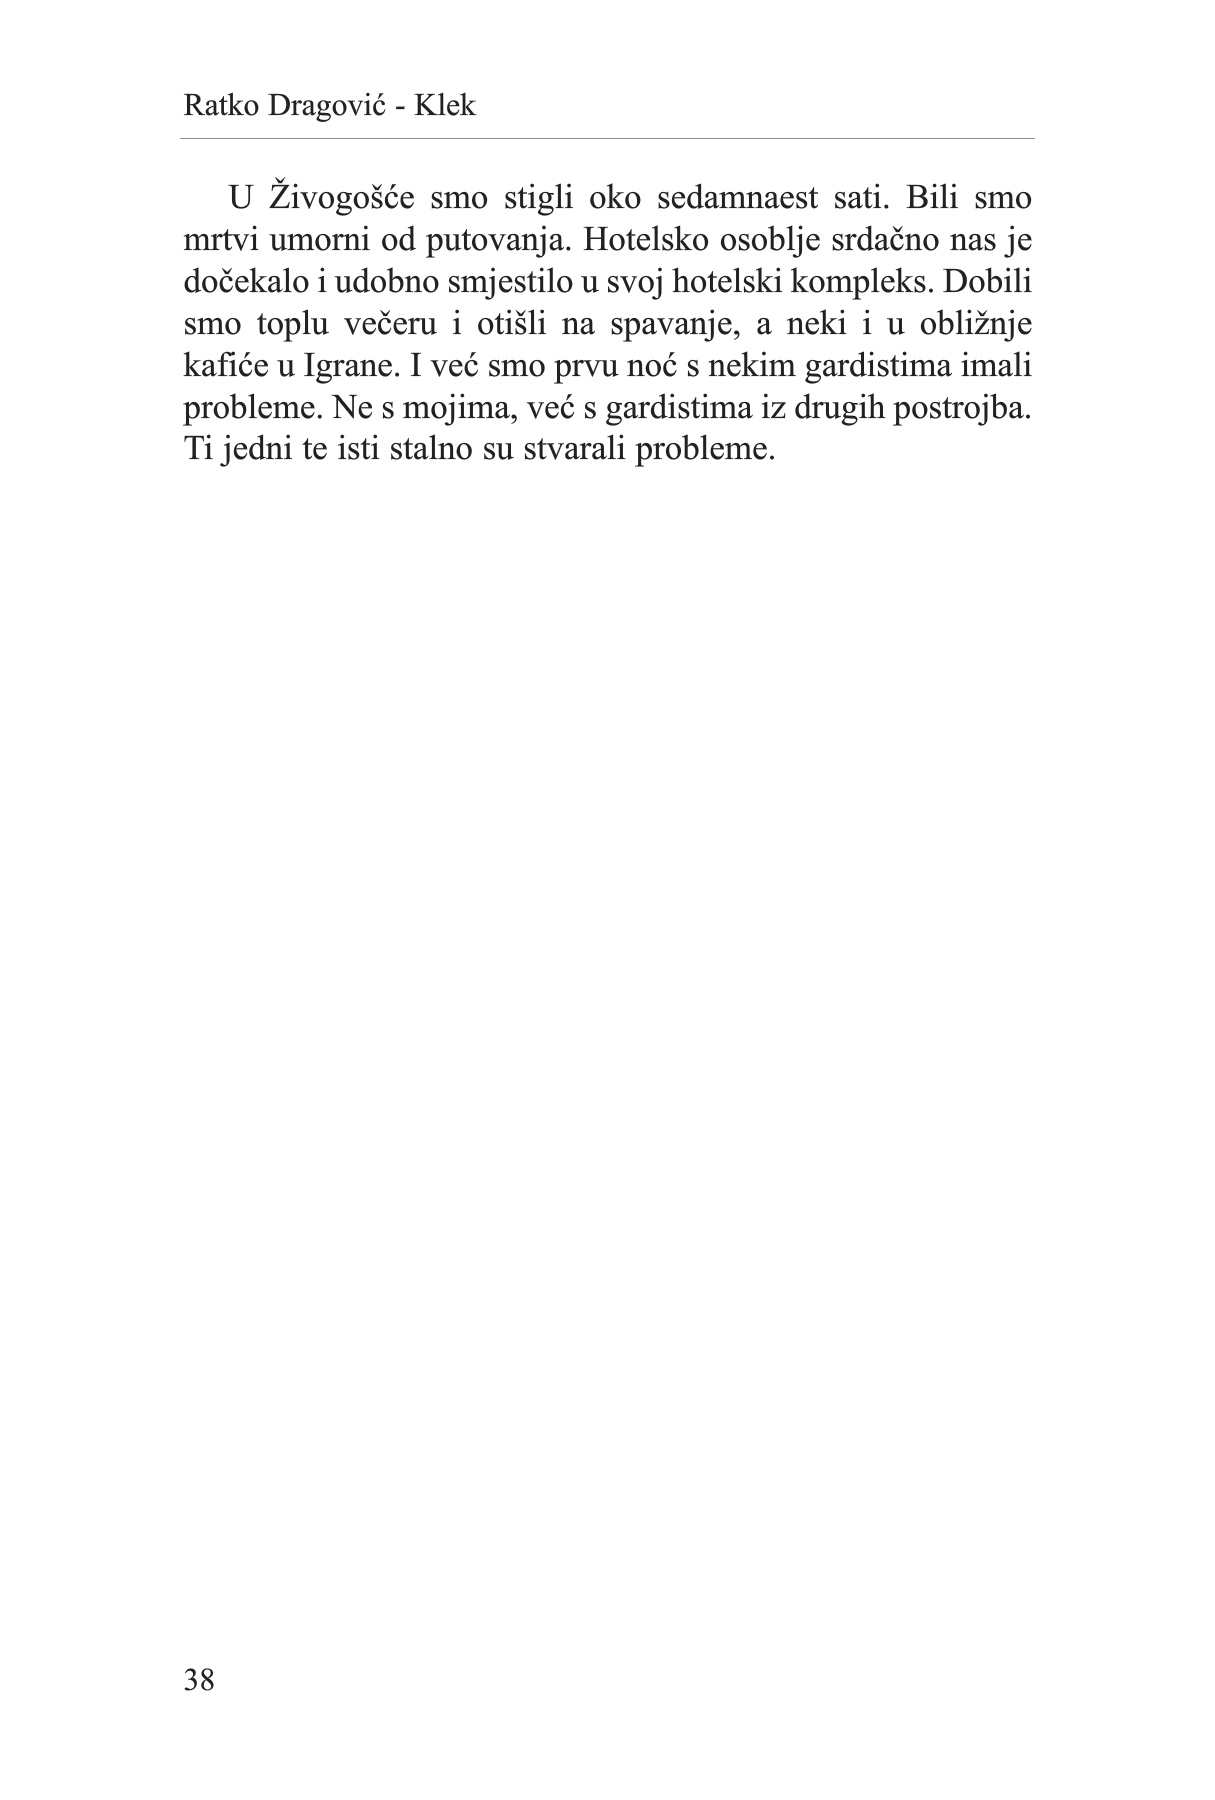 Ratko Dragović - Klek
U Živogošće smo stigli oko sedamnaest sati. Bili smo
mrtvi umorni od putovanja. Hotelsko osoblje srdačno nas je
dočekalo i udobno smjestilo u svoj hotelski kompleks. Dobili
smo toplu večeru i otišli na spavanje, a neki i u obližnje
kafiće u Igrane. I već smo prvu noć s nekim gardistima imali
probleme. Ne s mojima, već s gardistima iz drugih postrojba.
Ti jedni te isti stalno su stvarali probleme.
38